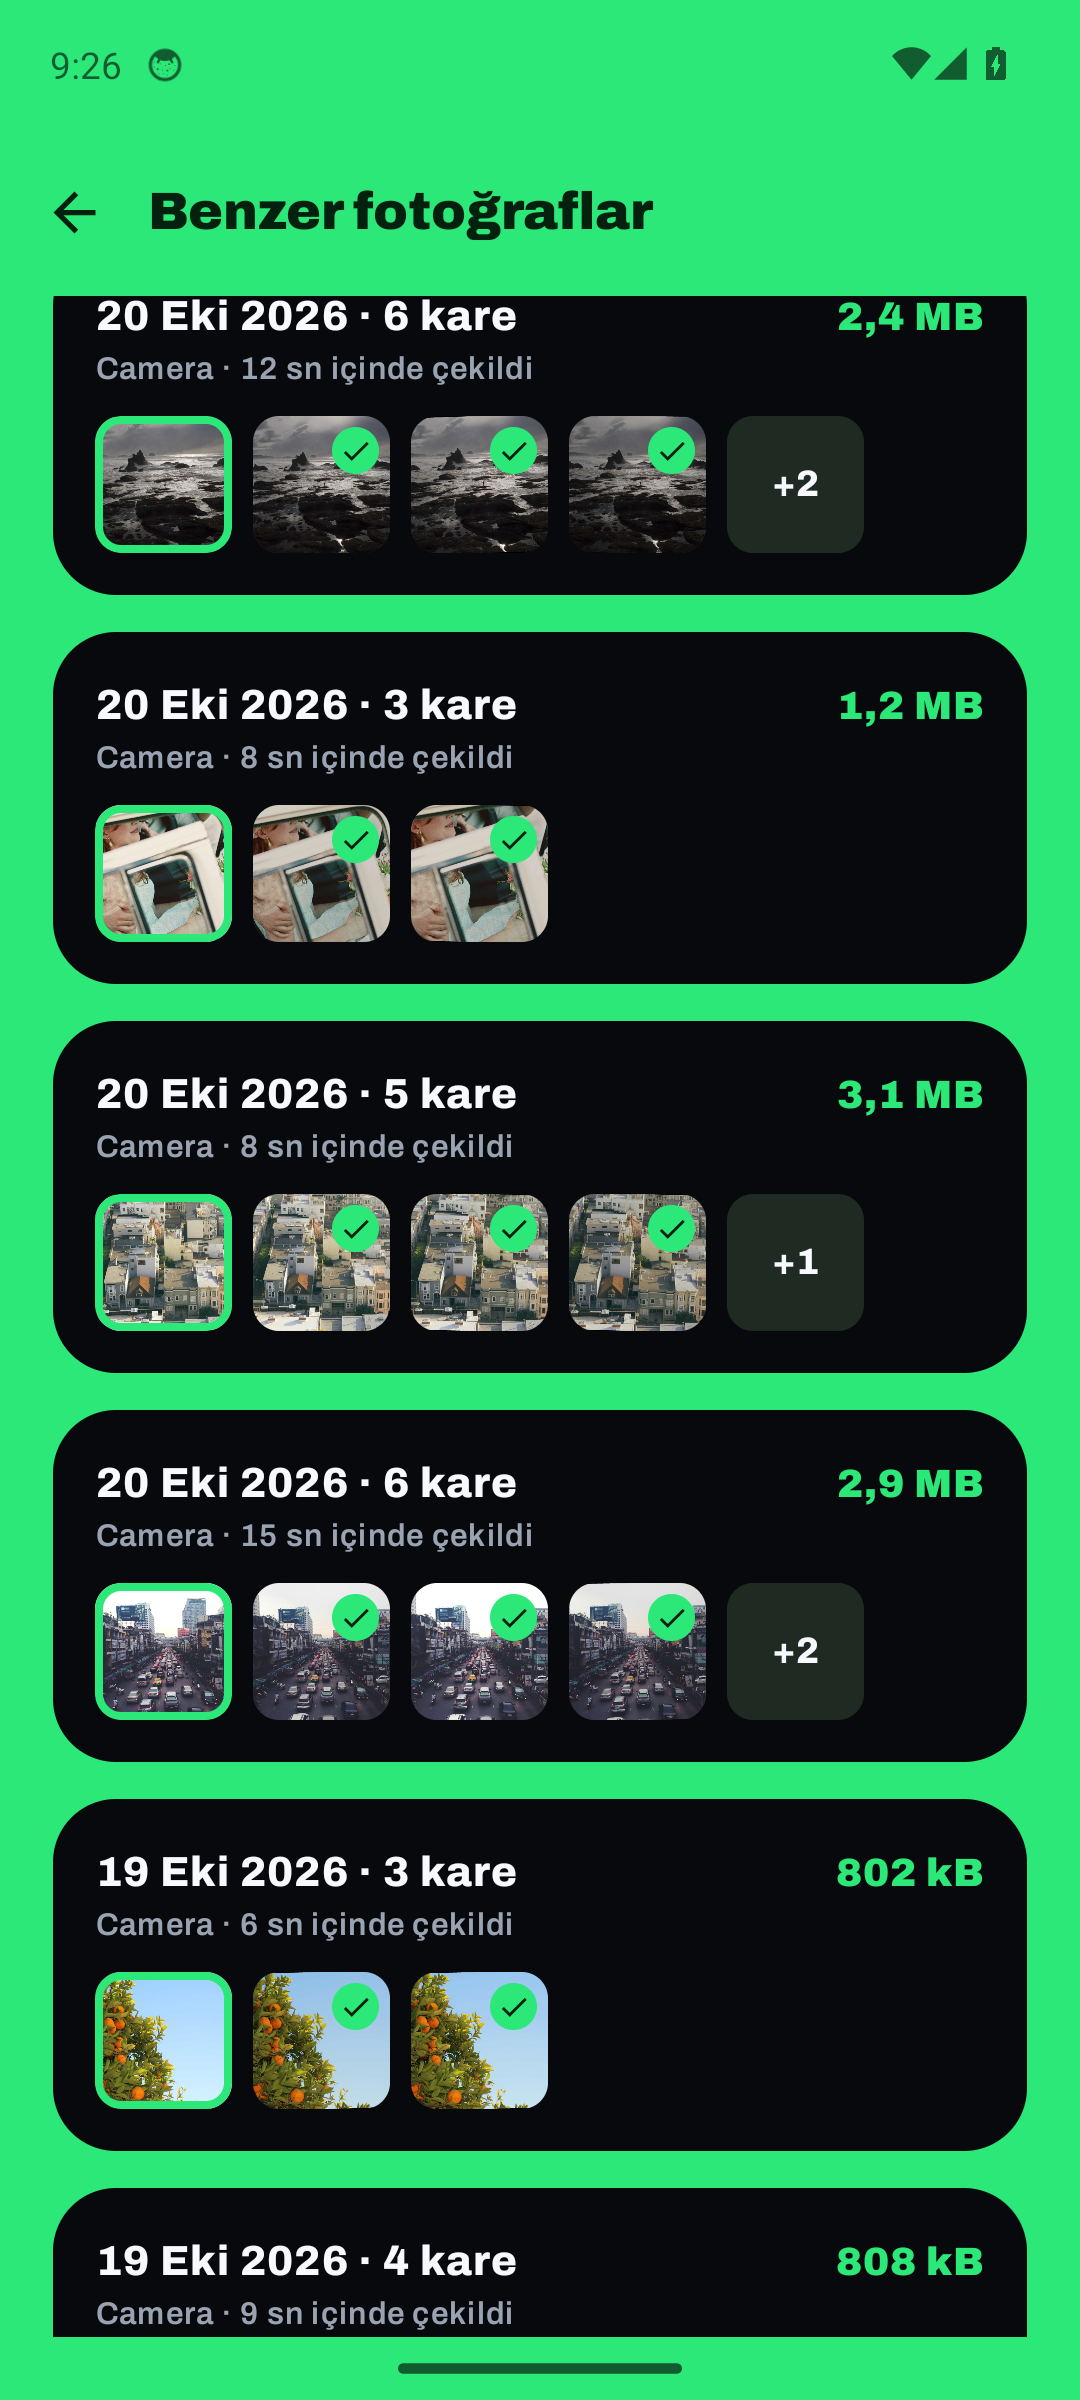 9:26
Benzer fotoğraflar
20 Eki 2026 · 6 kare
2,4 MB
Camera · 12 sn içinde çekildi
+2
20 Eki 2026 · 3 kare
1,2 MB
Camera · 8 sn içinde çekildi
20 Eki 2026 · 5 kare
3,1 MB
Camera · 8 sn içinde çekildi
+1
20 Eki 2026 · 6 kare
2,9 MB
Camera · 15 sn içinde çekildi
+2
19 Eki 2026 · 3 kare
802 kB
Camera · 6 sn içinde çekildi
19 Eki 2026 · 4 kare
808 kB
Camera · 9 sn içinde çekildi